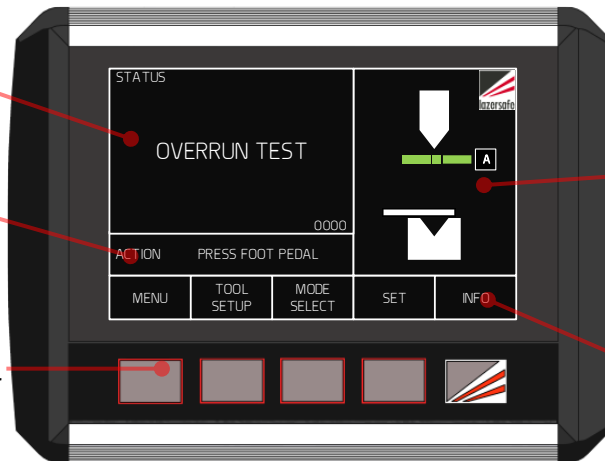 STATUS
OVERRUN TEST
0000
ACTION PRESS FOOT PEDAL
MENU
TOOL
SETUP
MODE
SELECT
SET
INFO
lazersafe
A